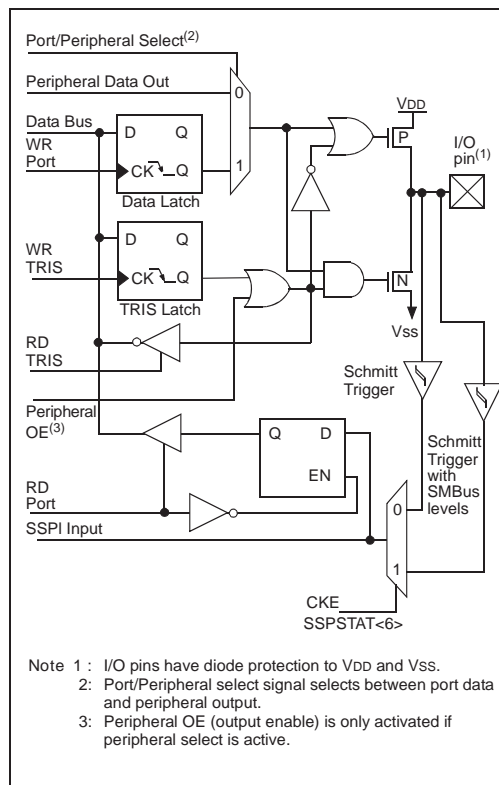 Port/Peripheral Select(2)
Peripheral Data Out
0
1
Data Bus
WR
Port
D Q
CK Q
Data Latch
VDD
P
I/O
pin(1)
WR
TRIS
D Q
CK Q
TRIS Latch
N
VSS
RD
TRIS
Schmitt
Trigger
Peripheral
OE(3)
Q D
EN
Schmitt
Trigger
with
SMBus
levels
RD
Port
SSPI Input
0
1
CKE
SSPSTAT<6>
Note 1 : I/O pins have diode protection to VDD and VSS.
2: Port/Peripheral select signal selects between port data
and peripheral output.
3: Peripheral OE (output enable) is only activated if
peripheral select is active.